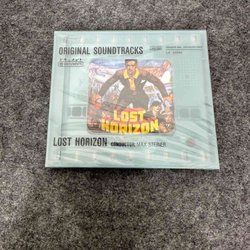 ORIGINAL SOUNDTRACKS
LOST
HORIZON
LOST HORIZON CONDUCTOR: MAX STEINER